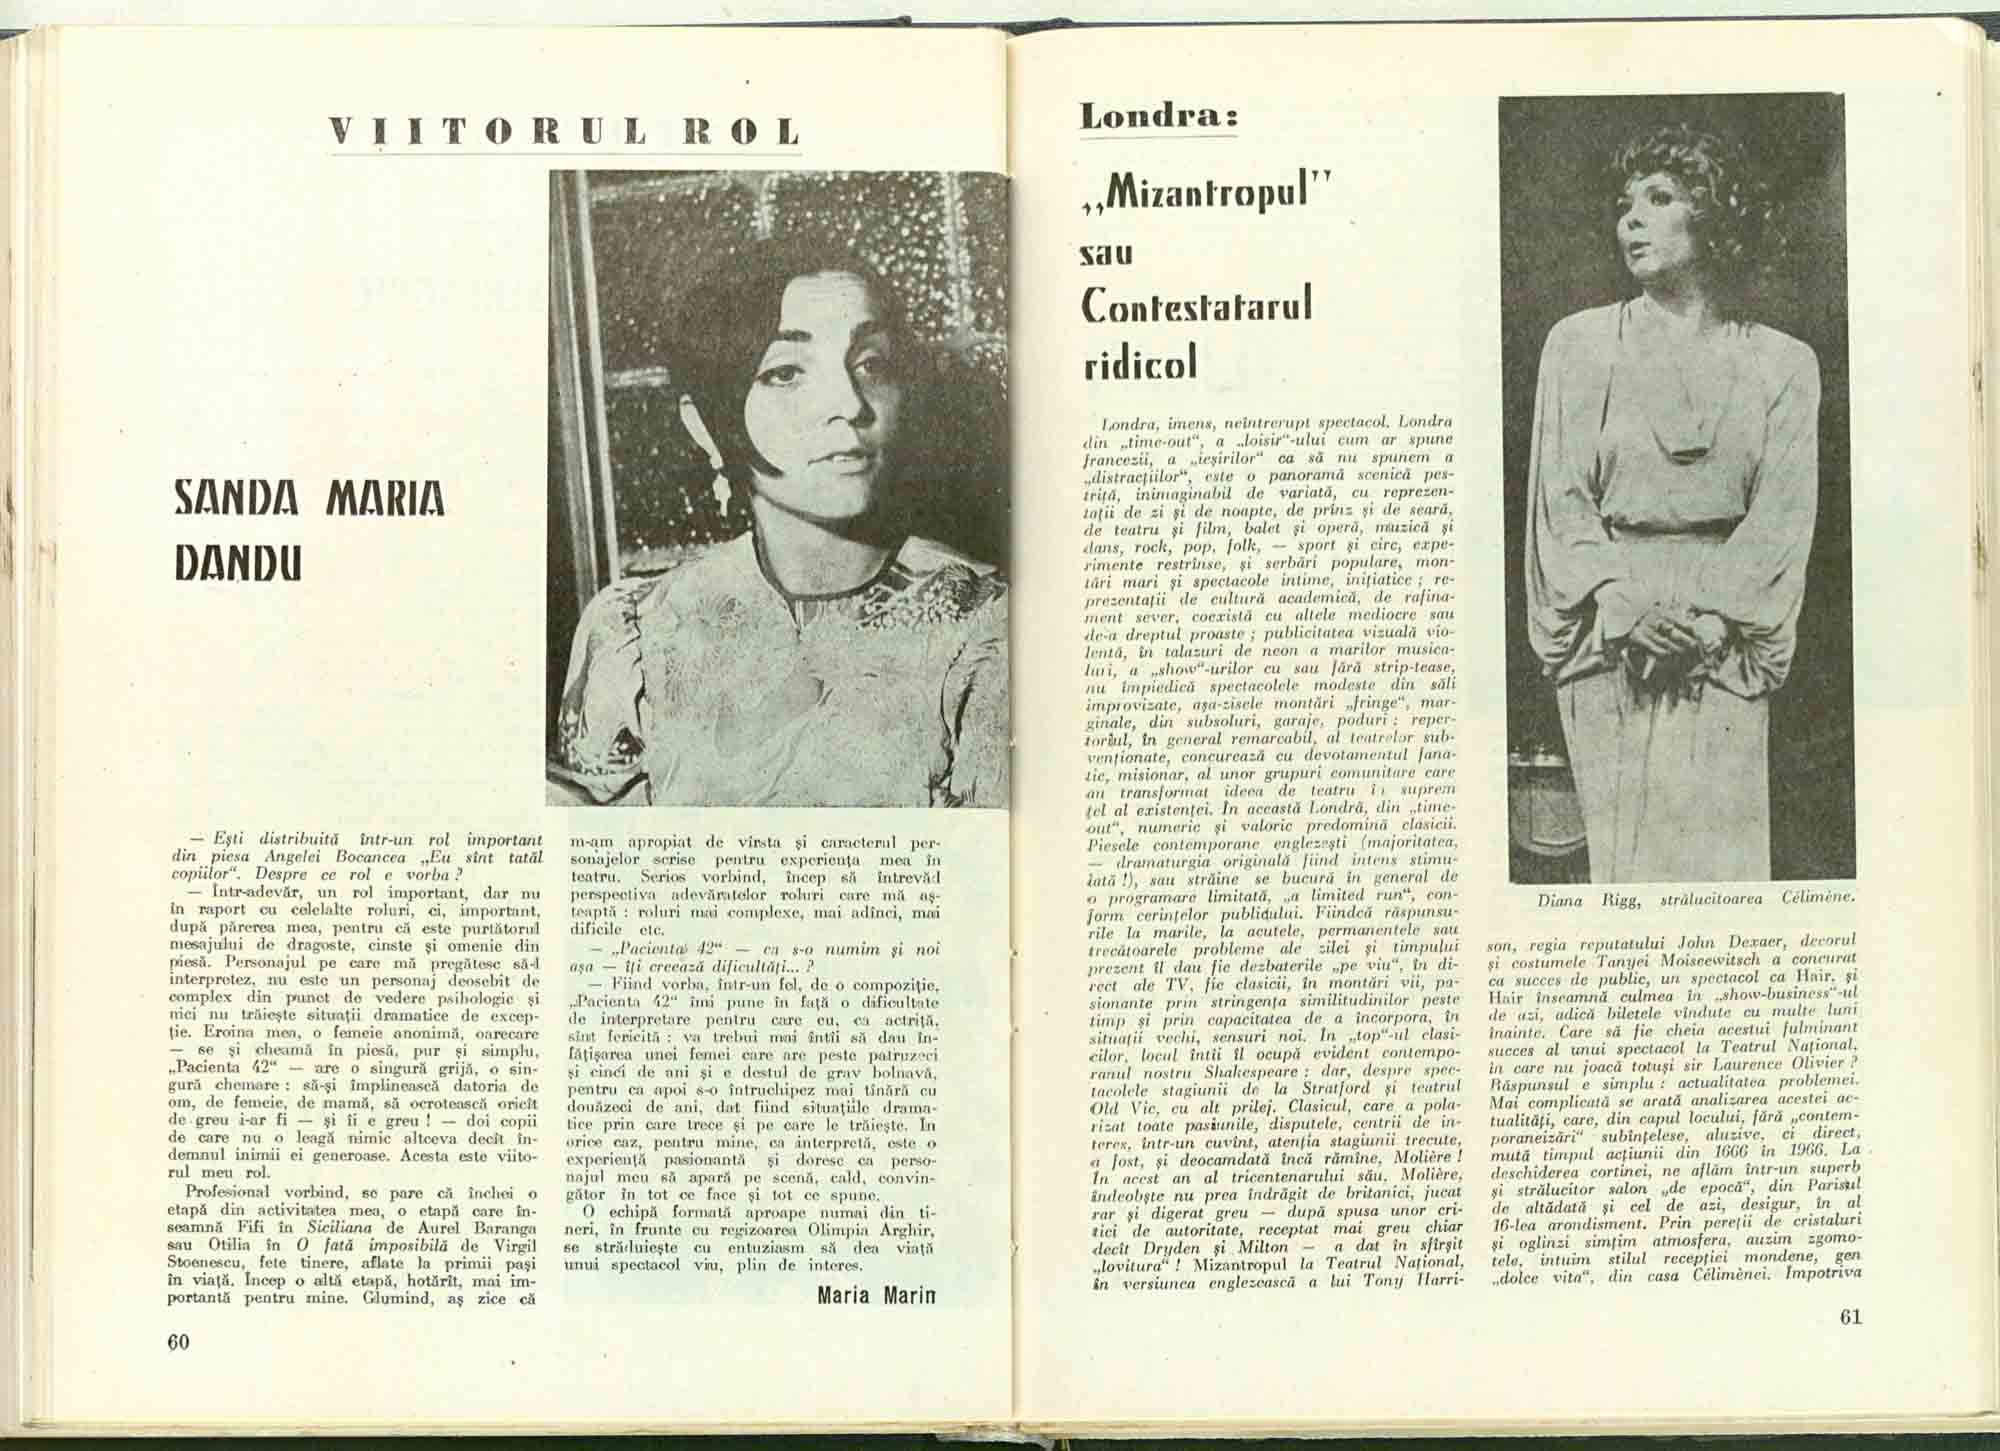 VIITORUL ROL
SANDA MARIA
DANDU
— Ești distribuită într-un rol important
din piesa Angelei Bocancea „Eu sînt tatăl
copiilor“. Despre ce rol e vorba ?
— Într-adevăr, un rol important, dar nu
în raport cu celelalte roluri, ci, important,
după părerea mea, pentru că este purtătorul
mesajului de dragoste, cinste și omenie din
piesă. Personajul pe care mă pregătesc să-l
interpretez, nu este un personaj deosebit de
complex din punct de vedere psihologic și
nici nu trăiește situații dramatice de excep-
ție. Eroina mea, o femeie anonimă, oarecare
— se și cheamă în piesă, pur și simplu,
„Pacienta 42“ — are o singură grijă, o sin-
gură chemare : să-și împlinească datoria de
om, de femeie, de mamă, să ocrotească oricît
de greu i-ar fi — și îi e greu ! — doi copii
de care nu o leagă nimic altceva decît în-
demnul inimii ei generoase. Acesta este viito-
rul meu rol.
Profesional vorbind, se pare că închei o
etapă din activitatea mea, o etapă care în-
seamnă Fifi în Siciliana de Aurel Baranga
sau Otilia în O fată imposibilă de Virgil
Stoenescu, fete tinere, aflate la primii pași
în viață. Încep o altă etapă, hotărît, mai im-
portantă pentru mine. Glumind, aș zice că
m-am apropiat de vîrsta și caracterul per-
sonajelor scrise pentru experiența mea în
teatru. Serios vorbind, încep să întrevăd
perspectiva adevăratelor roluri care mă aș-
teaptă : roluri mai complexe, mai adînci, mai
dificile etc.
— „Pacienta 42“ — ca s-o numim și noi
așa — îți creează dificultăți... ?
— Fiind vorba, într-un fel, de o compoziție,
„Pacienta 42“ îmi pune în față o dificultate
de interpretare pentru care eu, ca actriță,
sînt fericită : va trebui mai întîi să dau în-
fățișarea unei femei care are peste patruzeci
și cinci de ani și e destul de grav bolnavă,
pentru ca apoi s-o întruchipez mai tînără cu
douăzeci de ani, dat fiind situațiile drama-
tice prin care trece și pe care le trăiește. În
orice caz, pentru mine, ca interpretă, este o
experiență pasionantă și doresc ca perso-
najul meu să apară pe scenă, cald, convin-
gător în tot ce face și tot ce spune.
O echipă formată aproape numai din ti-
neri, în frunte cu regizoarea Olimpia Arghir,
se străduiește cu entuziasm să dea viață
unui spectacol viu, plin de interes.
Maria Marin
60
Londra:
„Mizantropul”
sau
Contestatarul
ridicol
Londra, imens, neîntrerupt spectacol. Londra
din „time-out“, a „loisir“-ului cum ar spune
francezii, a „ieșirilor“ ca să nu spunem a
„distracțiilor“, este o panoramă scenică pes-
triță, inimaginabil de variată, cu reprezen-
tații de zi și de noapte, de prînz și de seară,
de teatru și film, balet și operă, muzică și
dans, rock, pop, folk, — sport și circ, expe-
rimente restrînse, și serbări populare, mon-
tări mari și spectacole intime, inițiatice ; re-
prezentații de cultură academică, de rafina-
ment sever, coexistă cu altele mediocre sau
de-a dreptul proaste ; publicitatea vizuală vio-
lentă, în talazuri de neon a marilor musica-
luri, a „show“-urilor cu sau fără strip-tease,
nu împiedică spectacolele modeste din săli
improvizate, așa-zisele montări „fringe“, mar-
ginale, din subsoluri, garaje, poduri : reper-
toriul, în general remarcabil, al teatrelor sub-
venționate, concurează cu devotamentul fana-
tic, misionar, al unor grupuri comunitare care
au transformat ideea de teatru în suprem
țel al existenței. În această Londră, din „time-
out“, numeric și valoric predomină clasicii.
Piesele contemporane englezești (majoritatea,
— dramaturgia originală fiind intens stimu-
lată !), sau străine se bucură în general de
o programare limitată, „a limited run“, con-
form cerințelor publicului. Fiindcă răspunsu-
rile la marile, la acutele, permanentele sau
trecătoarele probleme ale zilei și timpului
prezent îl dau fie dezbaterile „pe viu“, în di-
rect ale TV, fie clasicii, în montări vii, pa-
sionante prin stringența similitudinilor peste
timp și prin capacitatea de a încorpora, în
situații vechi, sensuri noi. În „top“-ul clasi-
cilor, locul întîi îl ocupă evident contempo-
ranul nostru Shakespeare : dar, despre spec-
tacolele stagiunii de la Stratford și teatrul
Old Vic, cu alt prilej. Clasicul, care a pola-
rizat toate pasiunile, disputele, centrii de in-
teres, într-un cuvînt, atenția stagiunii trecute,
a fost, și deocamdată încă rămîne, Molière !
În acest an al tricentenarului său, Molière,
îndeobște nu prea îndrăgit de britanici, jucat
rar și digerat greu — după spusa unor cri-
tici de autoritate, receptat mai greu chiar
decît Dryden și Milton — a dat în sfîrșit
„lovitura“ ! Mizantropul la Teatrul Național,
în versiunea englezească a lui Tony Harri-
Diana Rigg, strălucitoarea Célimène.
son, regia reputatului John Dexaer, decorul
și costumele Tanyei Moiseewitsch a concurat
ca succes de public, un spectacol ca Hair, și
Hair înseamnă culmea în „show-business“-ul
de azi, adică biletele vîndute cu multe luni
înainte. Care să fie cheia acestui fulminant
succes al unui spectacol la Teatrul Național,
în care nu joacă totuși sir Laurence Olivier ?
Răspunsul e simplu : actualitatea problemei.
Mai complicată se arată analizarea acestei ac-
tualități, care, din capul locului, fără „contem-
poraneizări“ subînțelese, aluzive, ci direct,
mută timpul acțiunii din 1666 în 1966. La
deschiderea cortinei, ne aflăm într-un superb
și strălucitor salon „de epocă“, din Parisul
de altădată și cel de azi, desigur, în al
16-lea arondisment. Prin pereții de cristaluri
și oglinzi simțim atmosfera, auzim zgomo-
tele, intuim stilul recepției mondene, gen
„dolce vita“, din casa Célimènei. Împotriva
61